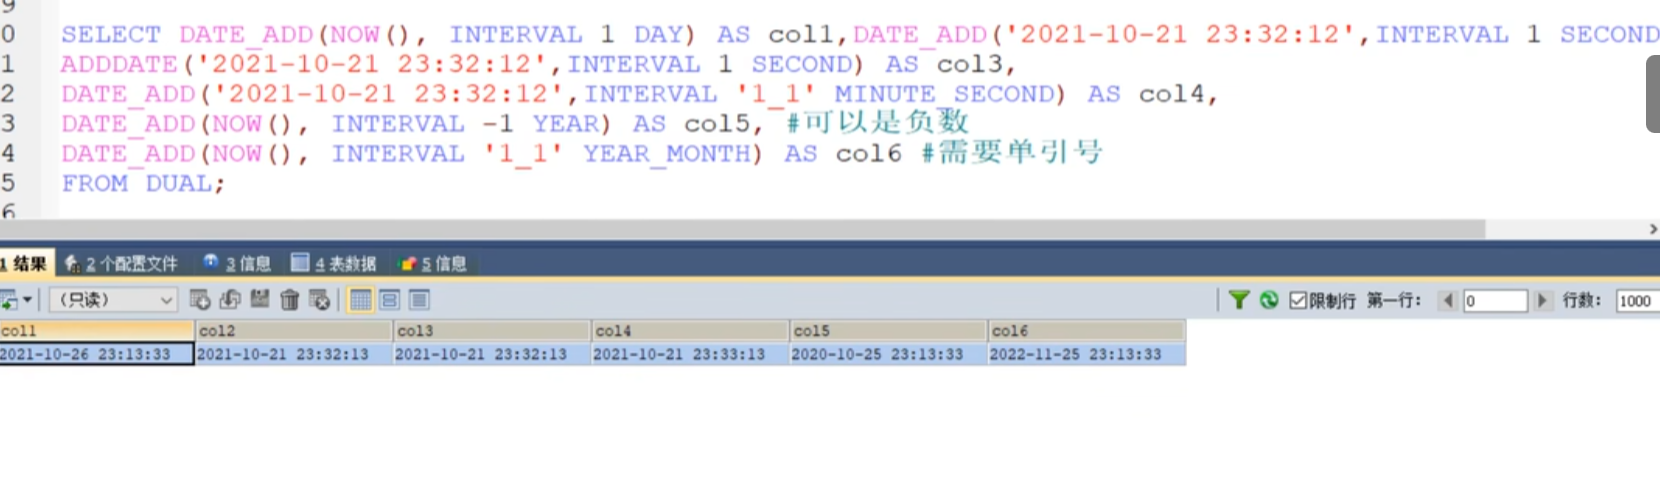 9
0 SELECT DATE_ADD(NOW(), INTERVAL 1 DAY) AS col1,DATE_ADD('2021-10-21 23:32:12',INTERVAL 1 SECOND
1 ADDDATE('2021-10-21 23:32:12',INTERVAL 1 SECOND) AS col3,
2 DATE_ADD('2021-10-21 23:32:12',INTERVAL '1_1' MINUTE_SECOND) AS col4,
3 DATE_ADD(NOW(), INTERVAL -1 YEAR) AS col5, #可以是负数
4 DATE_ADD(NOW(), INTERVAL '1_1' YEAR_MONTH) AS col6 #需要单引号
5 FROM DUAL;
6
1 结果 2 个配置文件 3 信息 4 表数据 5 信息
(只读) 限制行 第一行: 0 行数: 1000
col1 col2 col3 col4 col5 col6
2021-10-26 23:13:33 2021-10-21 23:32:13 2021-10-21 23:32:13 2021-10-21 23:33:13 2020-10-25 23:13:33 2022-11-25 23:13:33